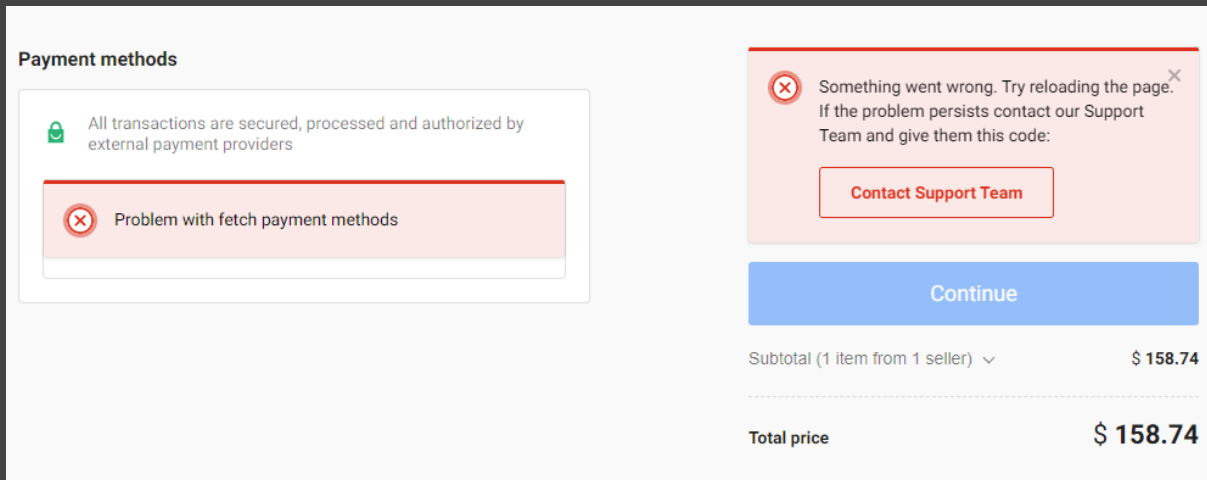 Payment methods
All transactions are secured, processed and authorized by
external payment providers
Problem with fetch payment methods
Something went wrong. Try reloading the page.
If the problem persists contact our Support
Team and give them this code:
Contact Support Team
Continue
Subtotal (1 item from 1 seller) $ 158.74
Total price $ 158.74